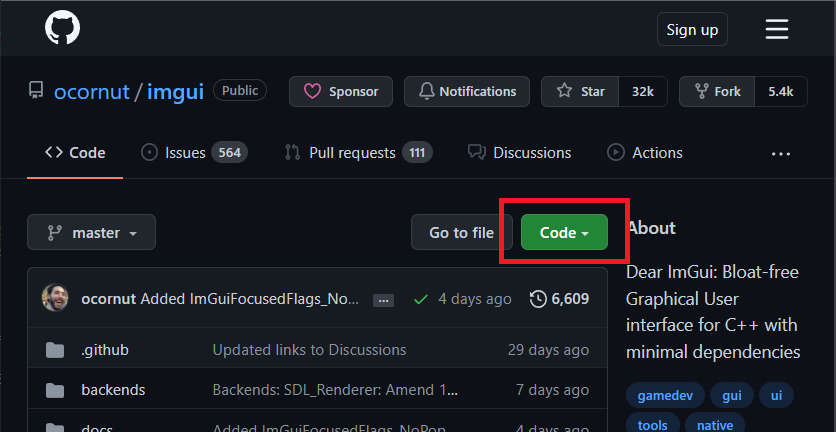 Sign up
ocornut / imgui Public Sponsor Notifications Star 32k Fork 5.4k
<> Code Issues 564 Pull requests 111 Discussions Actions ...
master Go to file Code
About
Dear ImGui: Bloat-free
Graphical User
interface for C++ with
minimal dependencies
gamedev gui ui
tools native
ocornut Added ImGuiFocusedFlags_No... ... 4 days ago 6,609
.github Updated links to Discussions 29 days ago
backends Backends: SDL_Renderer: Amend 1... 7 days ago
docs Added ImGuiFocusedFlags_NoPop 4 days ago